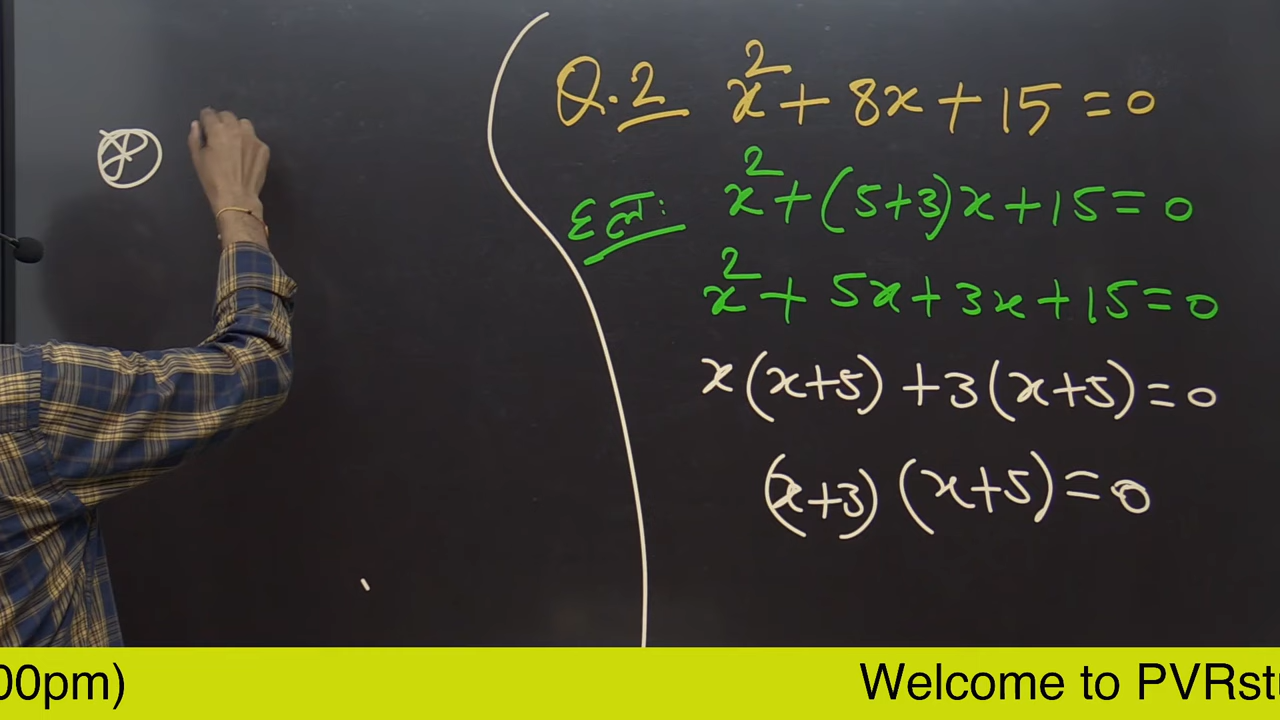 Q.2 x² + 8x + 15 = 0
हल: x² + (5+3)x + 15 = 0
x² + 5x + 3x + 15 = 0
x(x+5) + 3(x+5) = 0
(x+3) (x+5) = 0
00pm) Welcome to PVRstr